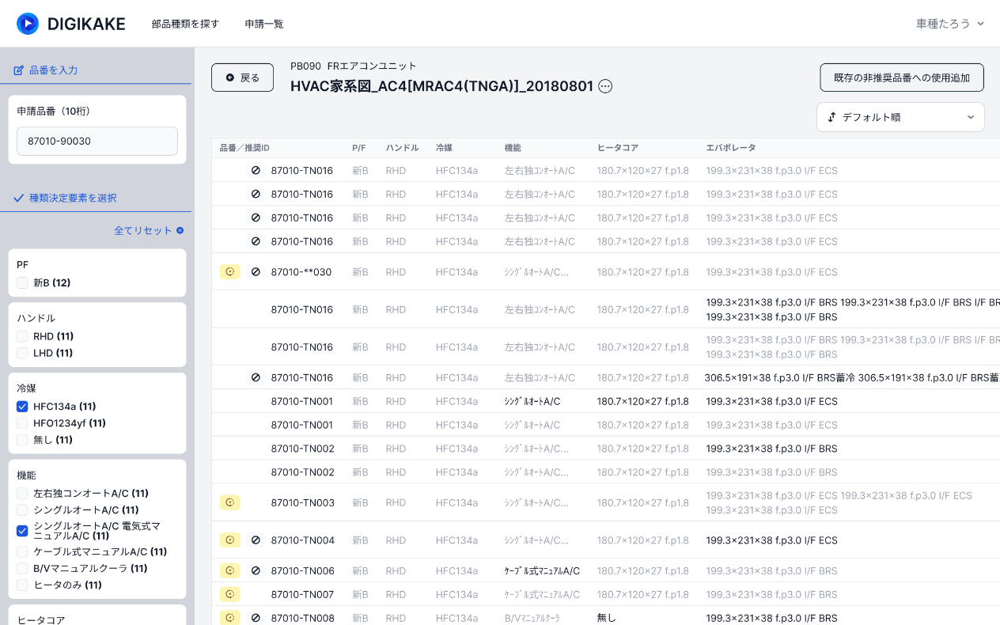 DIGIKAKE 部品種類を探す 申請一覧 車種たろう
品番を入力
申請品番（10桁）
87010-90030
種類決定要素を選択
全てリセット
PF
新B (12)
ハンドル
RHD (11)
LHD (11)
冷媒
HFC134a (11)
HFO1234yf (11)
無し (11)
機能
左右独コンオートA/C (11)
シングルオートA/C (11)
シングルオートA/C 電気式マ
ニュアルA/C (11)
ケーブル式マニュアルA/C (11)
B/Vマニュアルクーラ (11)
ヒータのみ (11)
ヒータコア
戻る
PB090 FRエアコンユニット
HVAC家系図_AC4[MRAC4(TNGA)]_20180801
既存の非推奨品番への使用追加
デフォルト順
品番／推奨ID P/F ハンドル 冷媒 機能 ヒータコア エバポレータ
87010-TN016 新B RHD HFC134a 左右独ｺﾝｵｰﾄA/C 180.7×120×27 f.p1.8 199.3×231×38 f.p3.0 I/F ECS
87010-TN016 新B RHD HFC134a 左右独ｺﾝｵｰﾄA/C 180.7×120×27 f.p1.8 199.3×231×38 f.p3.0 I/F ECS
87010-TN016 新B RHD HFC134a 左右独ｺﾝｵｰﾄA/C 180.7×120×27 f.p1.8 199.3×231×38 f.p3.0 I/F ECS
87010-TN016 新B RHD HFC134a 左右独ｺﾝｵｰﾄA/C 180.7×120×27 f.p1.8 199.3×231×38 f.p3.0 I/F ECS
87010-**030 新B RHD HFC134a ｼﾝｸﾞﾙｵｰﾄA/C... 180.7×120×27 f.p1.8 199.3×231×38 f.p3.0 I/F ECS
87010-TN016 新B RHD HFC134a 左右独ｺﾝｵｰﾄA/C 180.7×120×27 f.p1.8 199.3×231×38 f.p3.0 I/F BRS 199.3×231×38 f.p3.0 I/F BRS I/F BR
199.3×231×38 f.p3.0 I/F BRS
87010-TN016 新B RHD HFC134a 左右独ｺﾝｵｰﾄA/C 180.7×120×27 f.p1.8 199.3×231×38 f.p3.0 I/F BRS 199.3×231×38 f.p3.0 I/F BRS I/F BR
199.3×231×38 f.p3.0 I/F BRS
87010-TN016 新B RHD HFC134a 左右独ｺﾝｵｰﾄA/C 180.7×120×27 f.p1.8 306.5×191×38 f.p3.0 I/F BRS蓄冷 306.5×191×38 f.p3.0 I/F BRS蓄
87010-TN001 新B RHD HFC134a ｼﾝｸﾞﾙｵｰﾄA/C 180.7×120×27 f.p1.8 199.3×231×38 f.p3.0 I/F ECS
87010-TN001 新B RHD HFC134a ｼﾝｸﾞﾙｵｰﾄA/C 180.7×120×27 f.p1.8 199.3×231×38 f.p3.0 I/F ECS
87010-TN002 新B RHD HFC134a ｼﾝｸﾞﾙｵｰﾄA/C... 180.7×120×27 f.p1.8 199.3×231×38 f.p3.0 I/F BRS
87010-TN002 新B RHD HFC134a ｼﾝｸﾞﾙｵｰﾄA/C... 180.7×120×27 f.p1.8 199.3×231×38 f.p3.0 I/F BRS
87010-TN003 新B RHD HFC134a ｼﾝｸﾞﾙｵｰﾄA/C... 180.7×120×27 f.p1.8 199.3×231×38 f.p3.0 I/F ECS 199.3×231×38 f.p3.0 I/F ECS
199.3×231×38 f.p3.0 I/F ECS
87010-TN004 新B RHD HFC134a ｼﾝｸﾞﾙｵｰﾄA/C... 180.7×120×27 f.p1.8 199.3×231×38 f.p3.0 I/F ECS
87010-TN006 新B RHD HFC134a ｹｰﾌﾞﾙ式ﾏﾆｭｱﾙA/C 180.7×120×27 f.p1.8 199.3×231×38 f.p3.0 I/F BRS
87010-TN007 新B RHD HFC134a ｹｰﾌﾞﾙ式ﾏﾆｭｱﾙA/C 180.7×120×27 f.p1.8 199.3×231×38 f.p3.0 I/F BRS
87010-TN008 新B RHD HFC134a B/Vﾏﾆｭｱﾙｸｰﾗ 無し 199.3×231×38 f.p3.0 I/F BRS